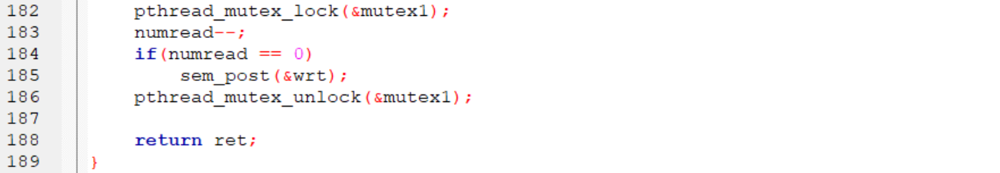 182 pthread_mutex_lock(&mutex1);
183 numread--;
184 if(numread == 0)
185 sem_post(&wrt);
186 pthread_mutex_unlock(&mutex1);
187
188 return ret;
189 }